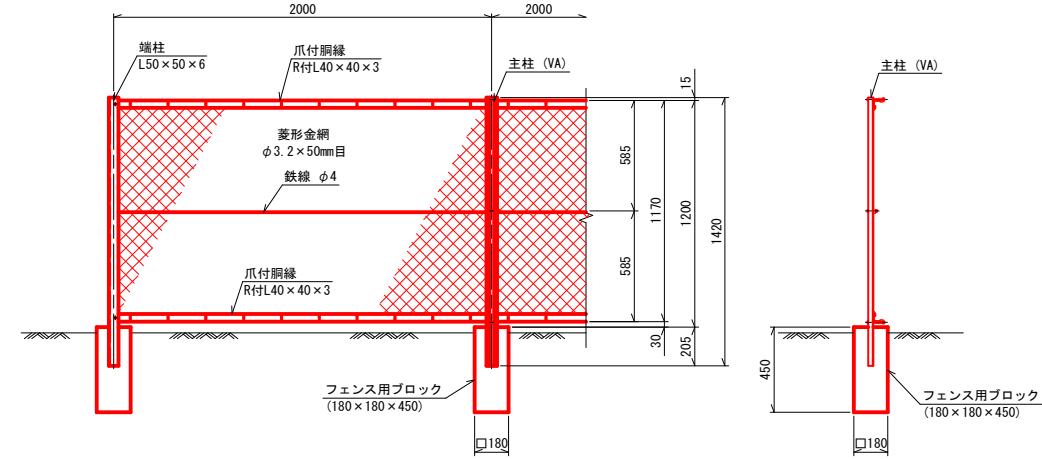 2000
2000
端柱
L50×50×6
爪付胴縁
R付L40×40×3
主柱 (VA)
15
主柱 (VA)
菱形金網
φ3.2×50mm目
585
鉄線 φ4
1170
1200
1420
585
爪付胴縁
R付L40×40×3
30
205
450
フェンス用ブロック
(180×180×450)
フェンス用ブロック
(180×180×450)
□180
□180